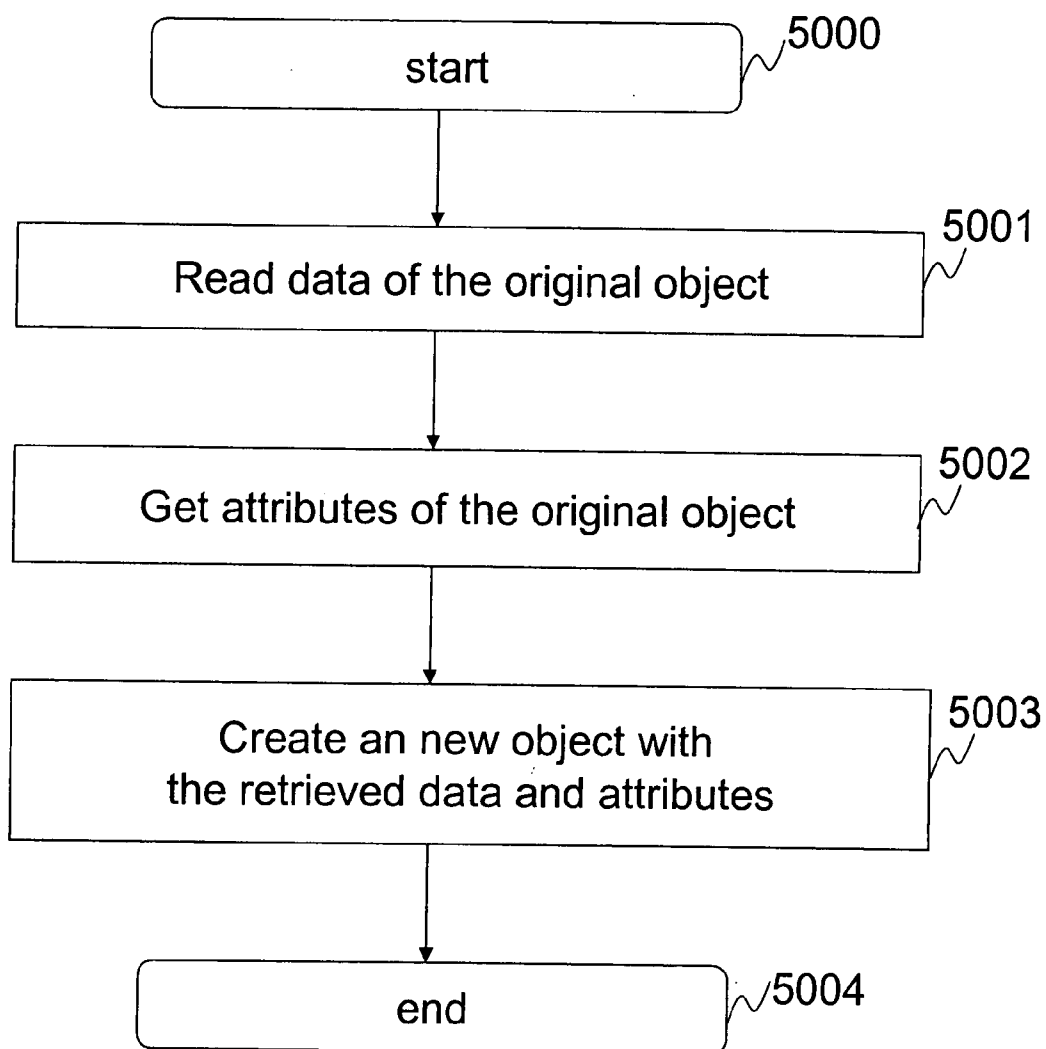 start
5000
Read data of the original object
5001
Get attributes of the original object
5002
Create an new object with
the retrieved data and attributes
5003
end
5004